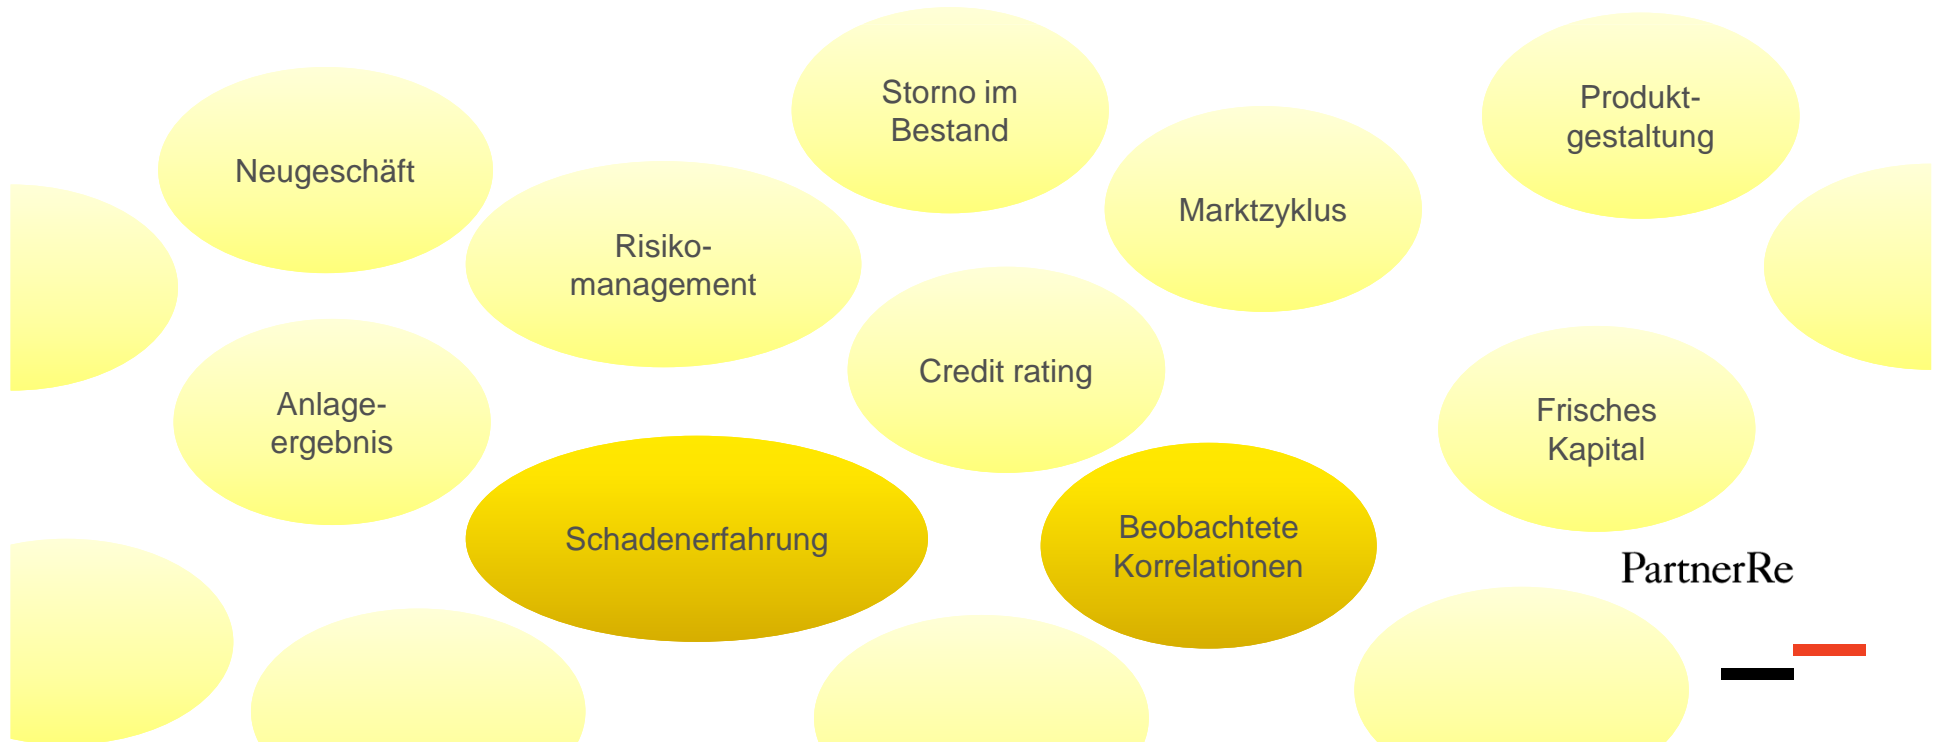 Storno im
Bestand
Produkt-
gestaltung
Neugeschäft
Marktzyklus
Risiko-
management
Credit rating
Anlage-
ergebnis
Frisches
Kapital
Schadenerfahrung
Beobachtete
Korrelationen
PartnerRe